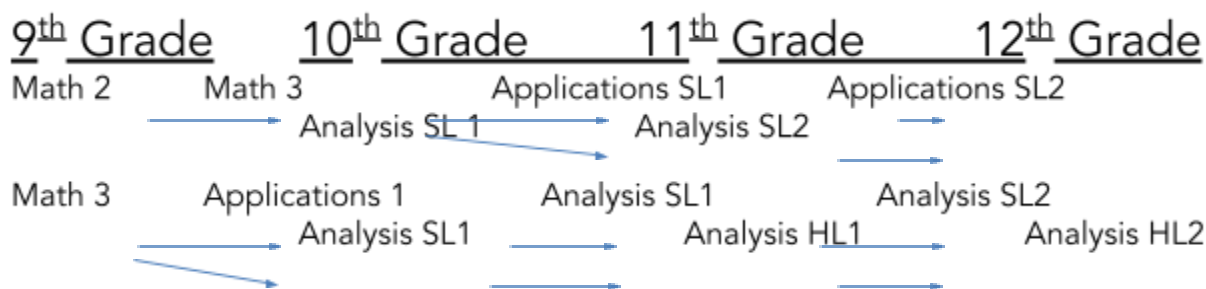 9th Grade 10th Grade 11th Grade 12th Grade
Math 2 Math 3 Applications SL1 Applications SL2
Analysis SL 1 Analysis SL2
Math 3 Applications 1 Analysis SL1 Analysis SL2
Analysis SL1 Analysis HL1 Analysis HL2